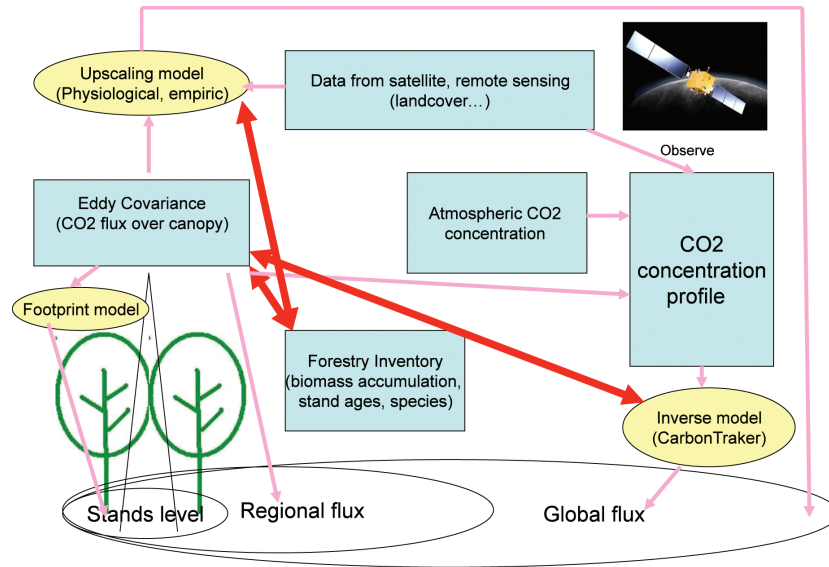 Upscaling model
(Physiological, empiric)
Data from satellite, remote sensing
(landcover…)
Observe
Eddy Covariance
(CO2 flux over canopy)
Atmospheric CO2
concentration
CO2
concentration
profile
Footprint model
Forestry Inventory
(biomass accumulation,
stand ages, species)
Inverse model
(CarbonTraker)
Stands level
Regional flux
Global flux